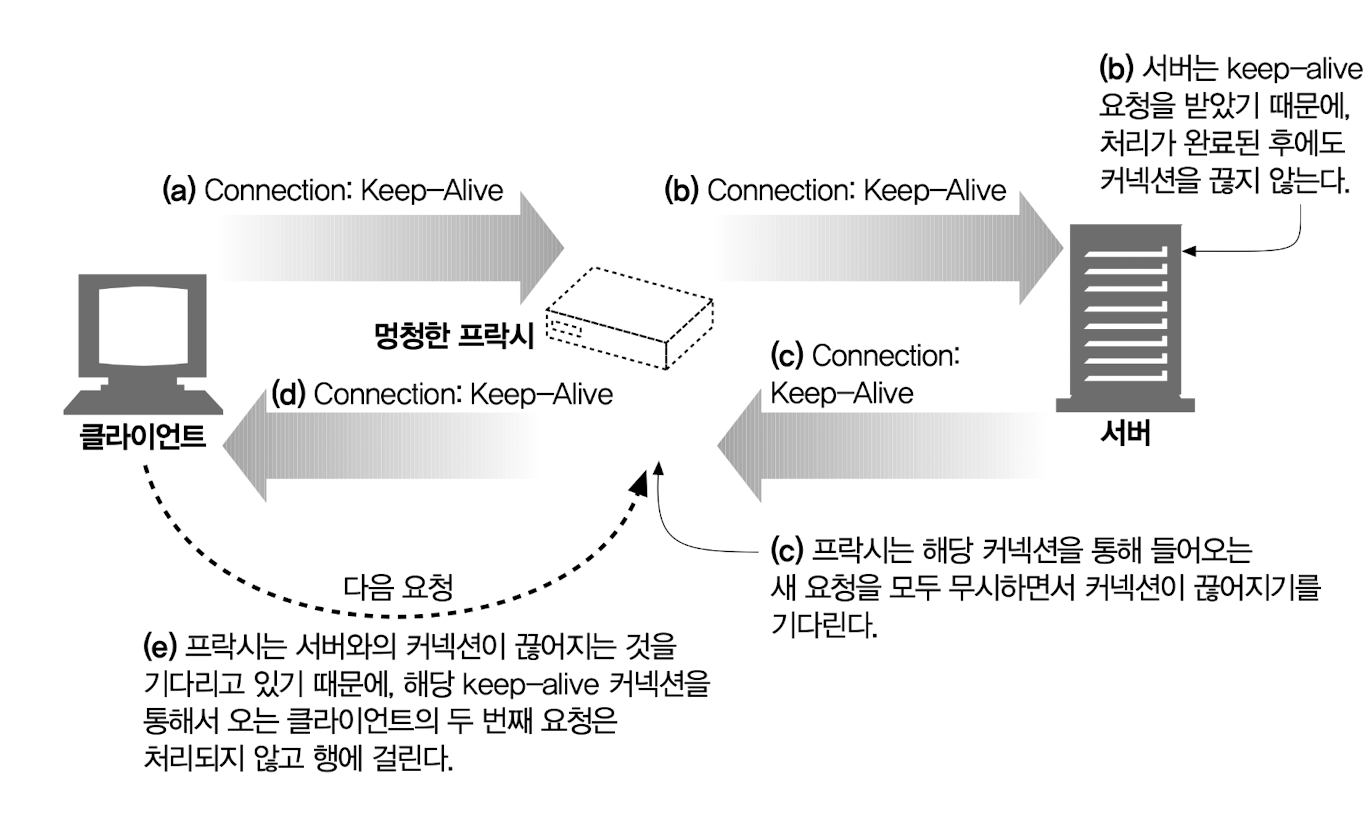 (b) 서버는 keep-alive
요청을 받았기 때문에,
처리가 완료된 후에도
커넥션을 끊지 않는다.
(a) Connection: Keep-Alive
(b) Connection: Keep-Alive
멍청한 프락시
(c) Connection:
Keep-Alive
(d) Connection: Keep-Alive
클라이언트
서버
(c) 프락시는 해당 커넥션을 통해 들어오는
새 요청을 모두 무시하면서 커넥션이 끊어지기를
기다린다.
다음 요청
(e) 프락시는 서버와의 커넥션이 끊어지는 것을
기다리고 있기 때문에, 해당 keep-alive 커넥션을
통해서 오는 클라이언트의 두 번째 요청은
처리되지 않고 행에 걸린다.